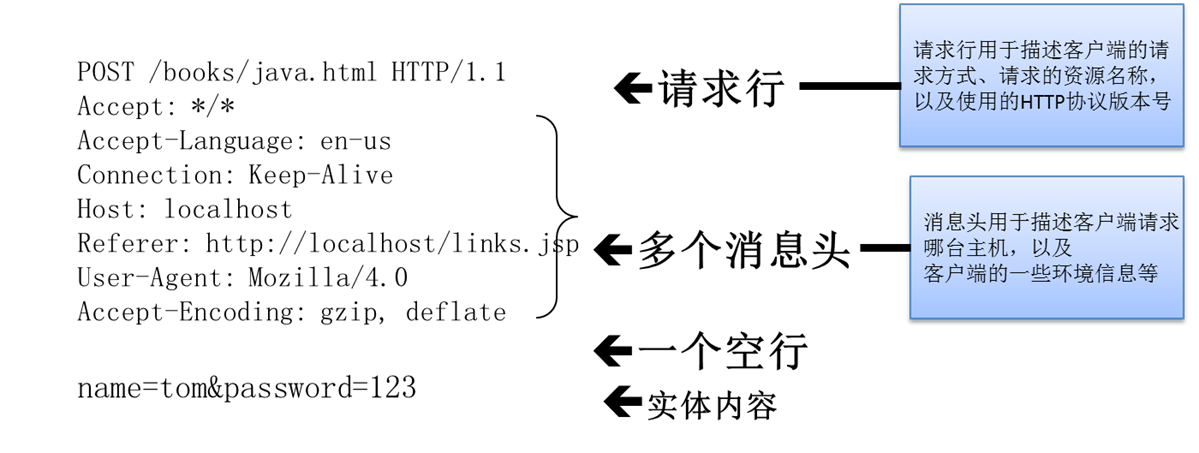 POST /books/java.html HTTP/1.1
Accept: */*
Accept-Language: en-us
Connection: Keep-Alive
Host: localhost
Referer: http://localhost/links.jsp
User-Agent: Mozilla/4.0
Accept-Encoding: gzip, deflate
name=tom&password=123
请求行
多个消息头
一个空行
实体内容
请求行用于描述客户端的请
求方式、请求的资源名称，
以及使用的HTTP协议版本号
消息头用于描述客户端请求
哪台主机，以及
客户端的一些环境信息等